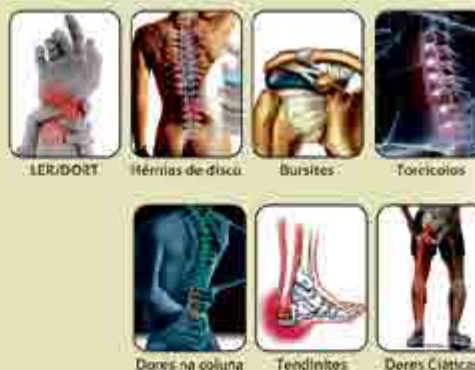 LER/DORT
Hérnias de disco
Bursites
Torcicolos
Dores na coluna
Tendinites
Dores Ciáticas